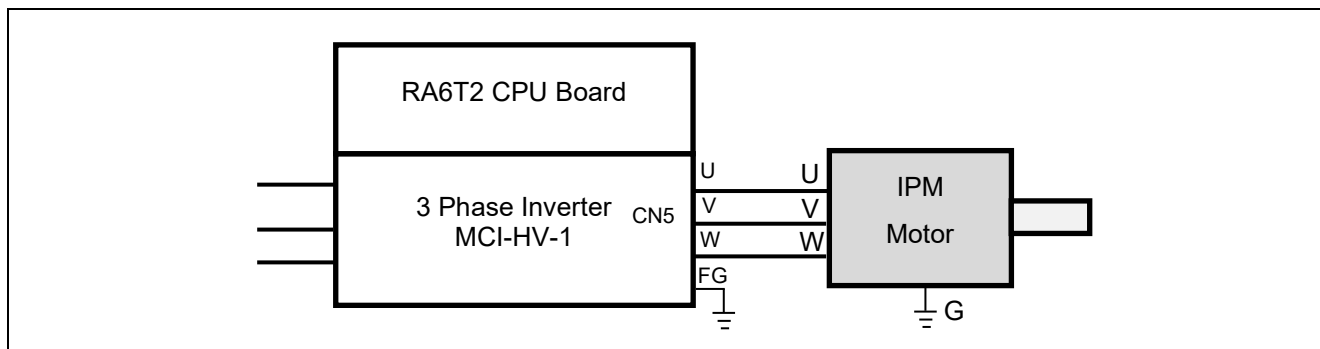 RA6T2 CPU Board
3 Phase Inverter
MCI-HV-1
CN5
U
V
W
FG
U
V
W
IPM
Motor
G